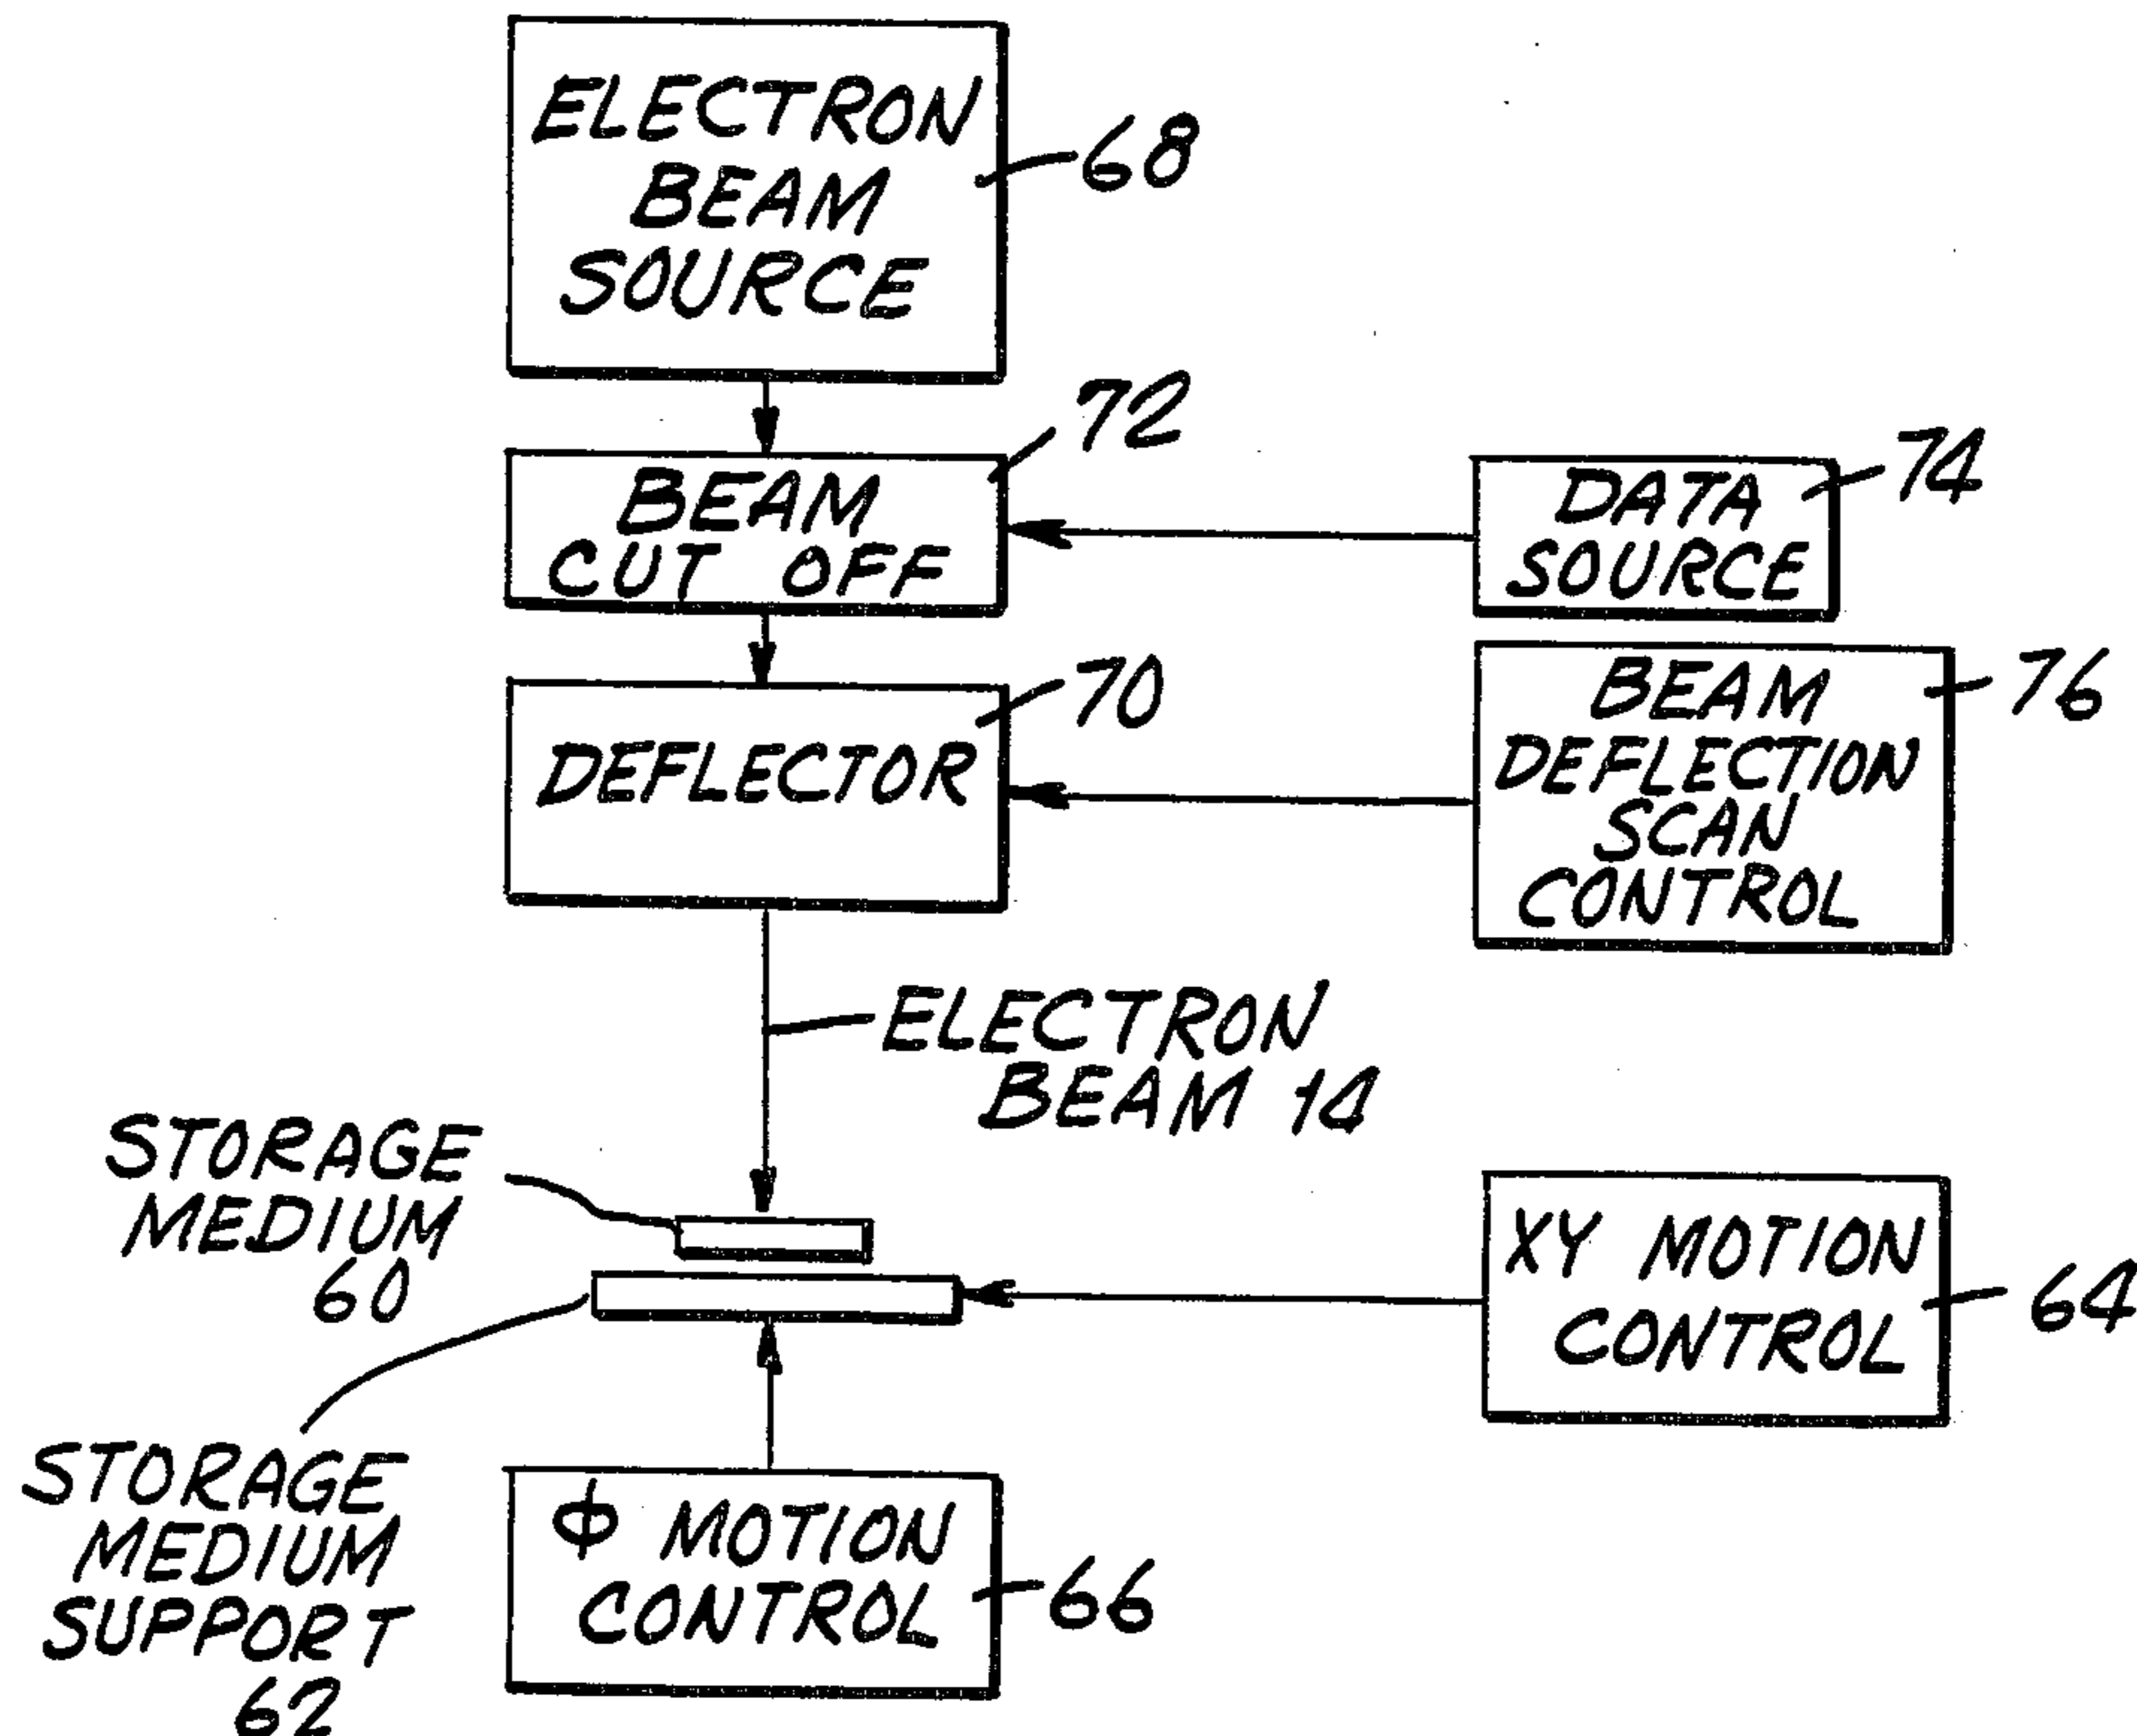 ELECTRON
BEAM
SOURCE
68
72
BEAM
CUT OFF
74
DATA
SOURCE
70
DEFLECTOR
76
BEAM
DEFLECTION
SCAN
CONTROL
ELECTRON
BEAM 14
STORAGE
MEDIUM
60
XY MOTION
CONTROL
64
STORAGE
MEDIUM
SUPPORT
62
ϕ MOTION
CONTROL
66